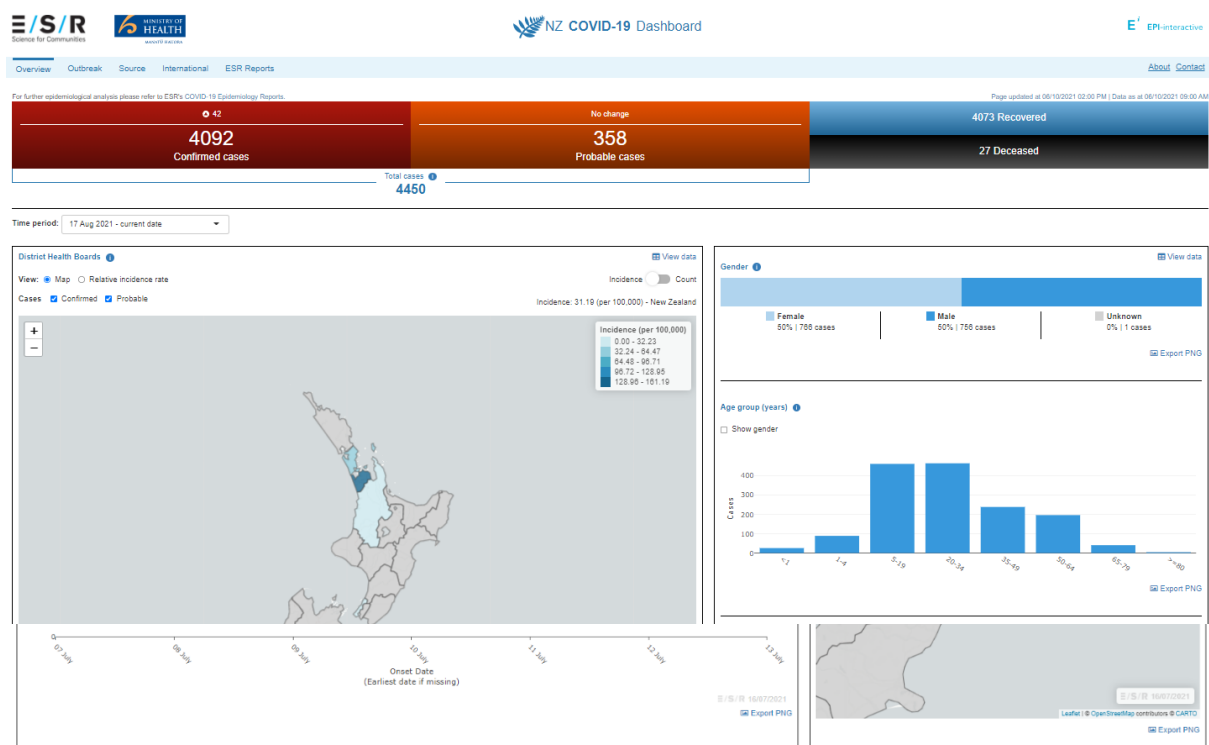 E/S/R
Science for Communities
MINISTRY OF
HEALTH
MANATŪ HAUORA
NZ COVID-19 Dashboard
EPI-interactive
Overview Outbreak Source International ESR Reports
About Contact
For further epidemiological analysis please refer to ESR's COVID-19 Epidemiology Reports.
Page updated at 06/10/2021 02:00 PM | Data as at 06/10/2021 09:00 AM
42
4092
Confirmed cases
No change
358
Probable cases
4073 Recovered
27 Deceased
Total cases
4450
Time period: 17 Aug 2021 - current date
District Health Boards
View data
View: Map Relative incidence rate
Incidence Count
Cases Confirmed Probable
Incidence: 31.19 (per 100,000) - New Zealand
+
−
Incidence (per 100,000)
0.00 - 32.23
32.24 - 64.47
64.48 - 96.71
96.72 - 128.95
128.96 - 161.19
Gender
View data
Female
50% | 766 cases
Male
50% | 756 cases
Unknown
0% | 1 cases
Export PNG
Age group (years)
Show gender
Cases
400
300
200
100
0
<1 1-4 5-19 20-34 35-49 50-64 65-79 >=80
Export PNG
0
07 July 08 July 09 July 10 July 11 July 12 July 13 July
Onset Date
(Earliest date if missing)
E/S/R 16/07/2021
Export PNG
E/S/R 16/07/2021
Leaflet | © OpenStreetMap contributors © CARTO
Export PNG